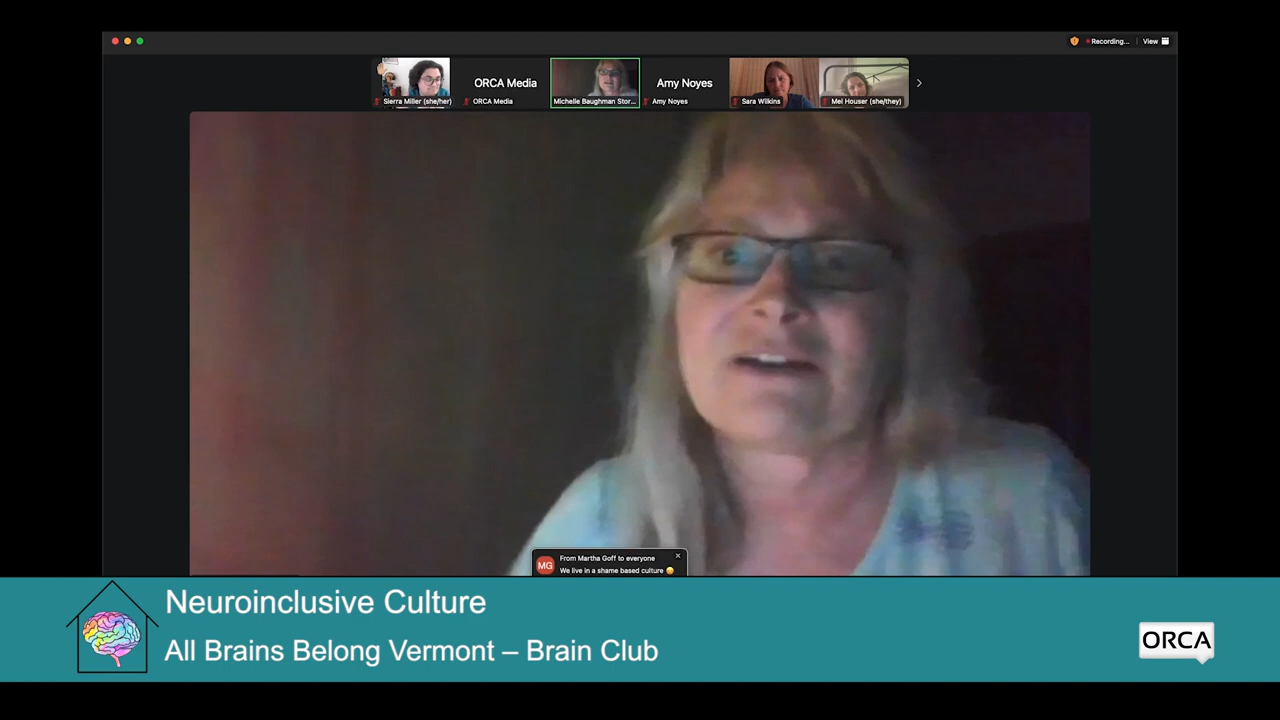 Recording...
View
ORCA Media
Amy Noyes
Sierra Miller (she/her)
ORCA Media
Michelle Baughman Stor...
Amy Noyes
Sara Wilkins
Mel Houser (she/they)
MG
From Martha Goff to everyone
We live in a shame based culture 😞
Neuroinclusive Culture
All Brains Belong Vermont – Brain Club
ORCA